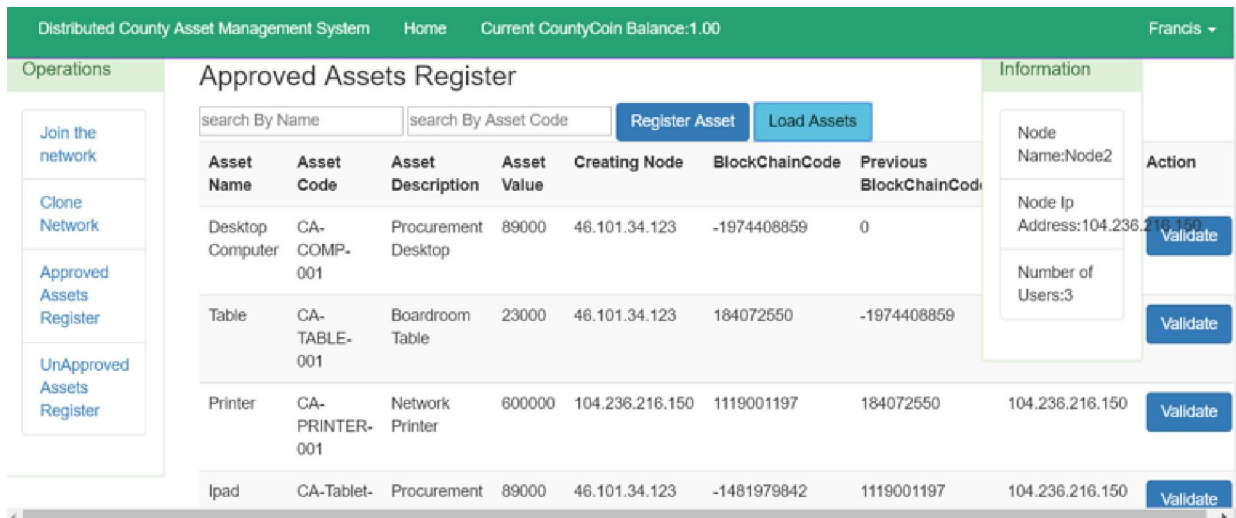 Distributed County Asset Management System Home Current CountyCoin Balance:1.00 Francis
Operations
Join the
network
Clone
Network
Approved
Assets
Register
UnApproved
Assets
Register
Approved Assets Register
search By Name search By Asset Code Register Asset Load Assets
Asset Asset Asset Asset Creating Node BlockChainCode Previous Action
Name Code Description Value BlockChainCode
Desktop CA- Procurement 89000 46.101.34.123 -1974408859 0 Validate
Computer COMP- Desktop
001
Table CA- Boardroom 23000 46.101.34.123 184072550 -1974408859 Validate
TABLE- Table
001
Printer CA- Network 600000 104.236.216.150 1119001197 184072550 104.236.216.150 Validate
PRINTER- Printer
001
Ipad CA-Tablet- Procurement 89000 46.101.34.123 -1481979842 1119001197 104.236.216.150 Validate
Information
Node
Name:Node2
Node Ip
Address:104.236.216.150
Number of
Users:3